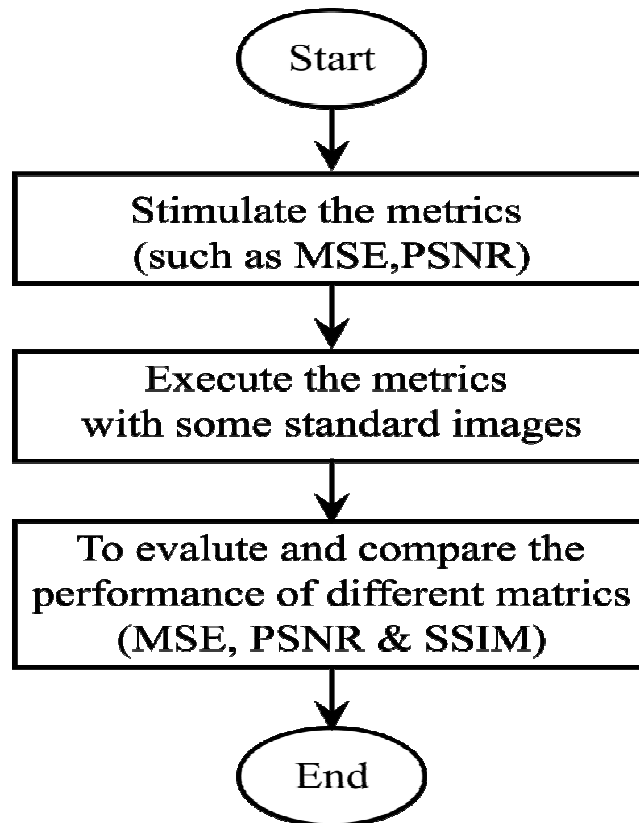 Start
Stimulate the metrics
(such as MSE,PSNR)
Execute the metrics
with some standard images
To evalute and compare the
performance of different matrics
(MSE, PSNR & SSIM)
End